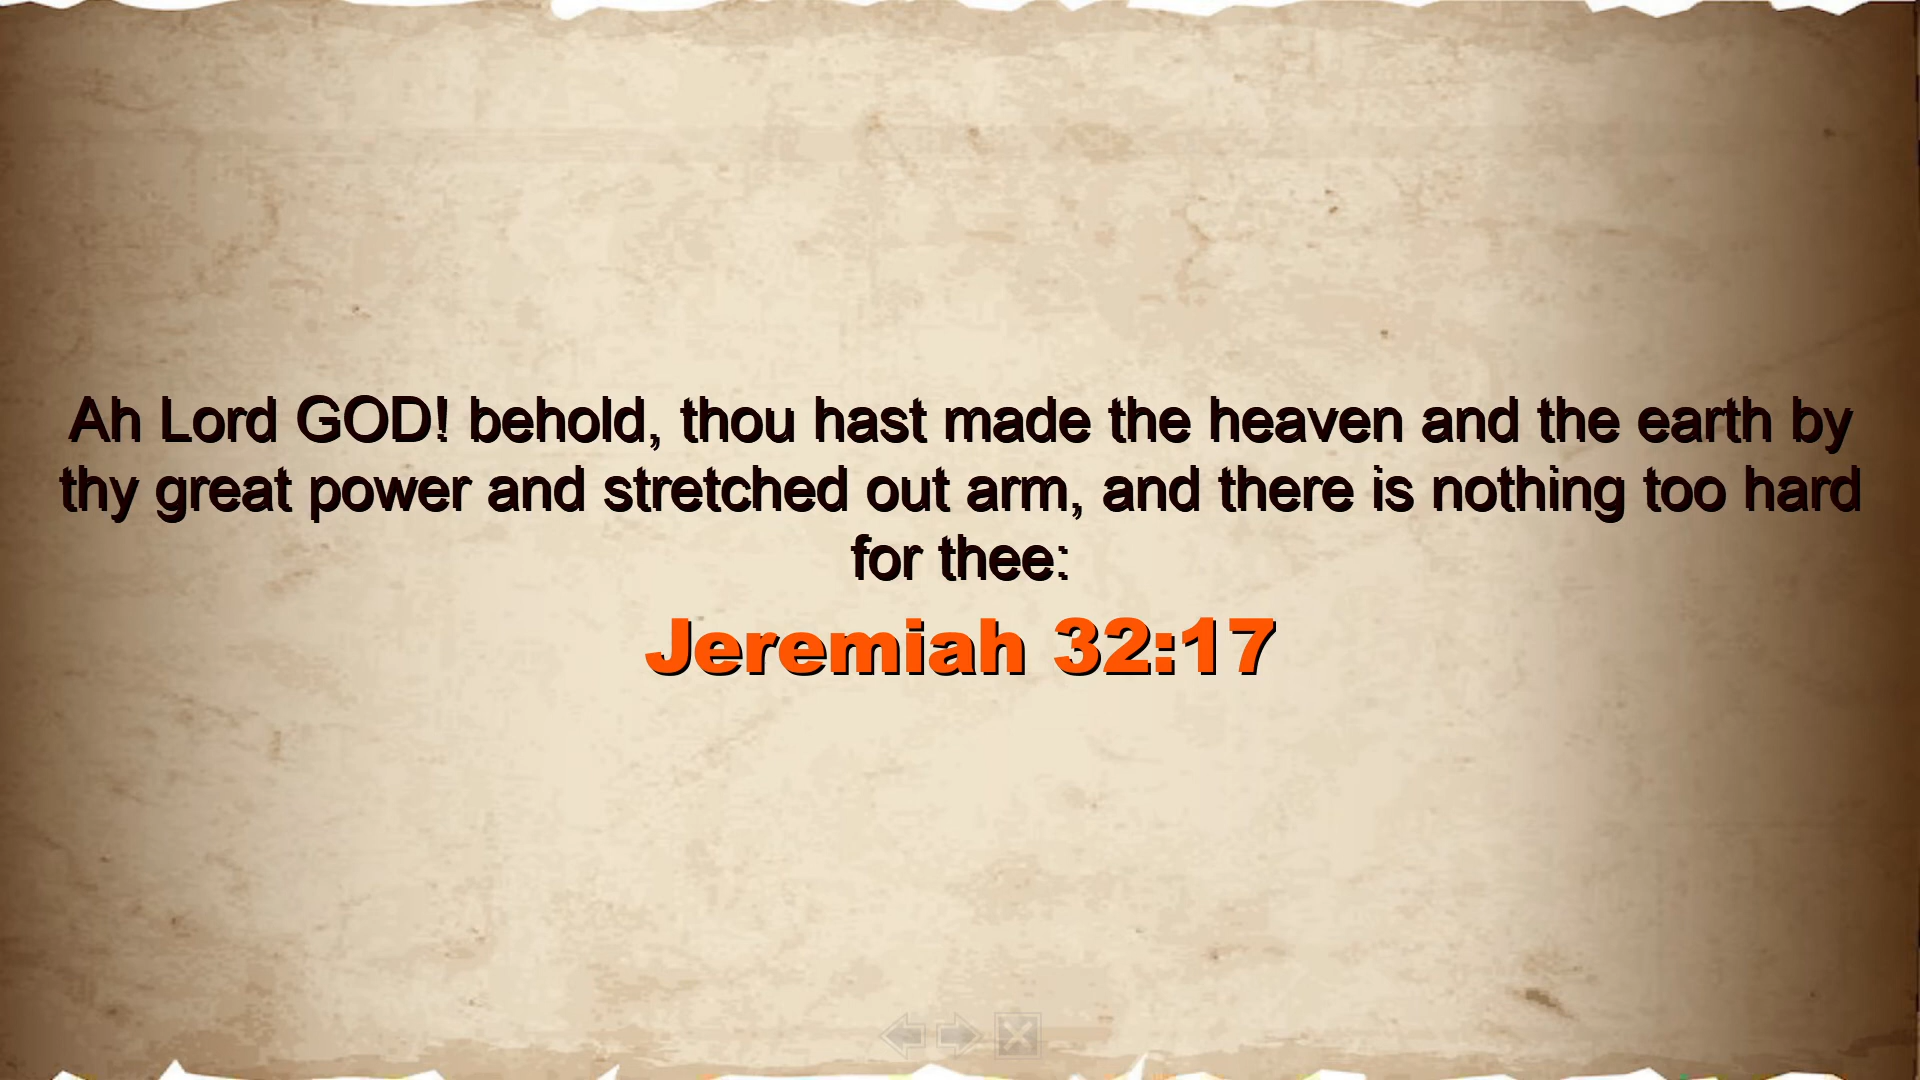 Ah Lord GOD! behold, thou hast made the heaven and the earth by
thy great power and stretched out arm, and there is nothing too hard
for thee:
Jeremiah 32:17